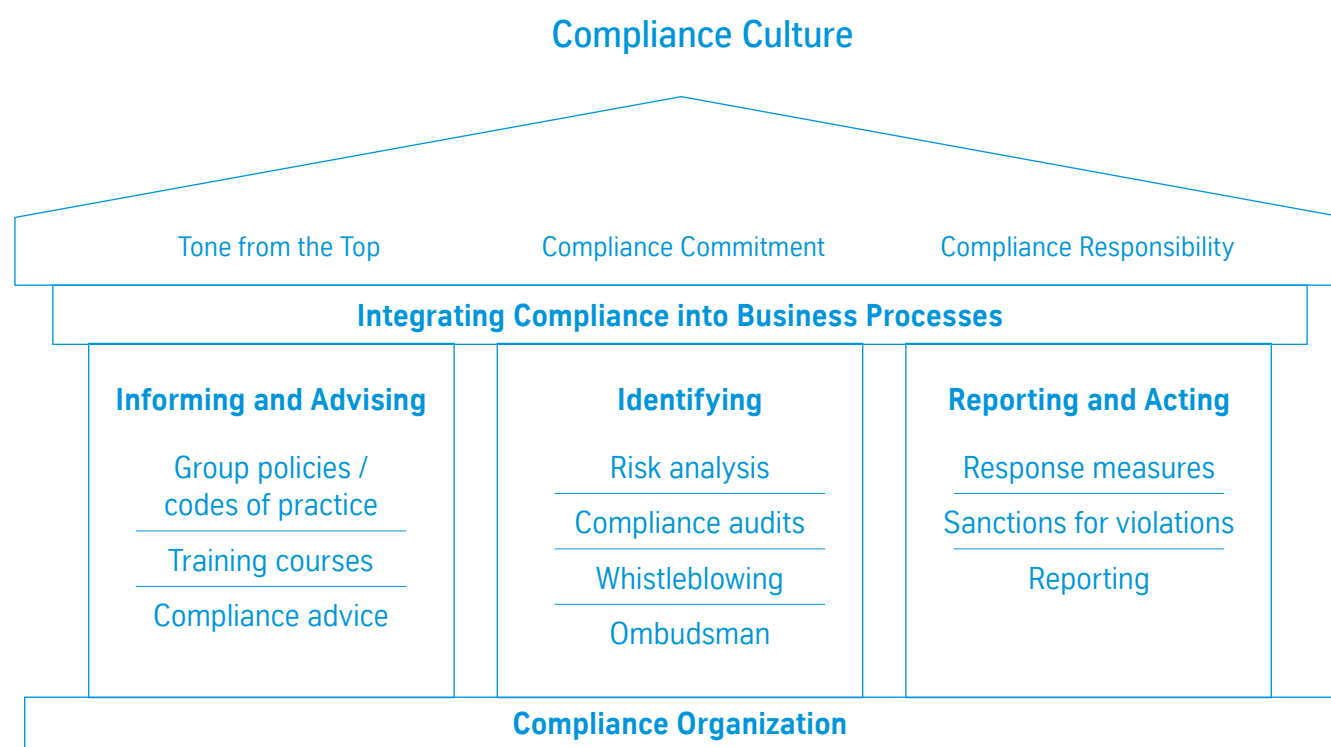 Compliance Culture
Tone from the Top
Compliance Commitment
Compliance Responsibility
Integrating Compliance into Business Processes
Informing and Advising
Group policies /
codes of practice
Training courses
Compliance advice
Identifying
Risk analysis
Compliance audits
Whistleblowing
Ombudsman
Reporting and Acting
Response measures
Sanctions for violations
Reporting
Compliance Organization